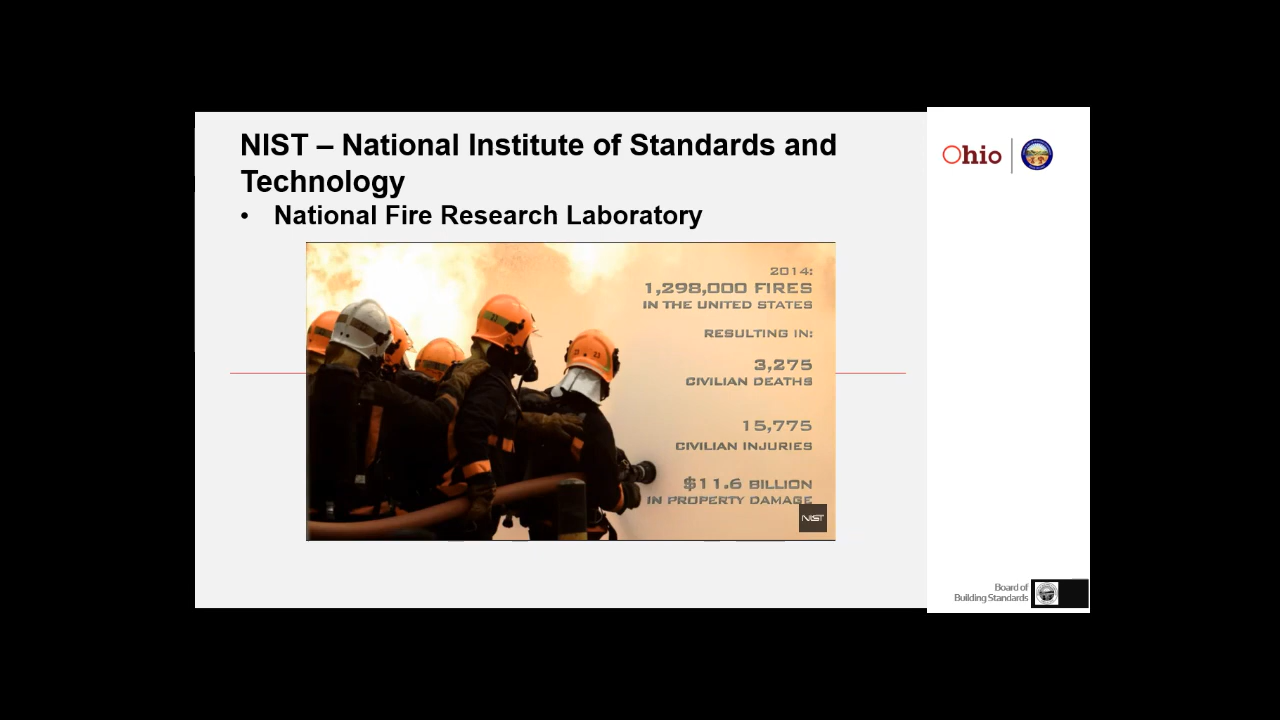 NIST – National Institute of Standards and
Technology
• National Fire Research Laboratory
2014:
1,298,000 FIRES
IN THE UNITED STATES
RESULTING IN:
3,275
CIVILIAN DEATHS
15,775
CIVILIAN INJURIES
$11.6 BILLION
IN PROPERTY DAMAGE
NIST
Ohio
Board of
Building Standards